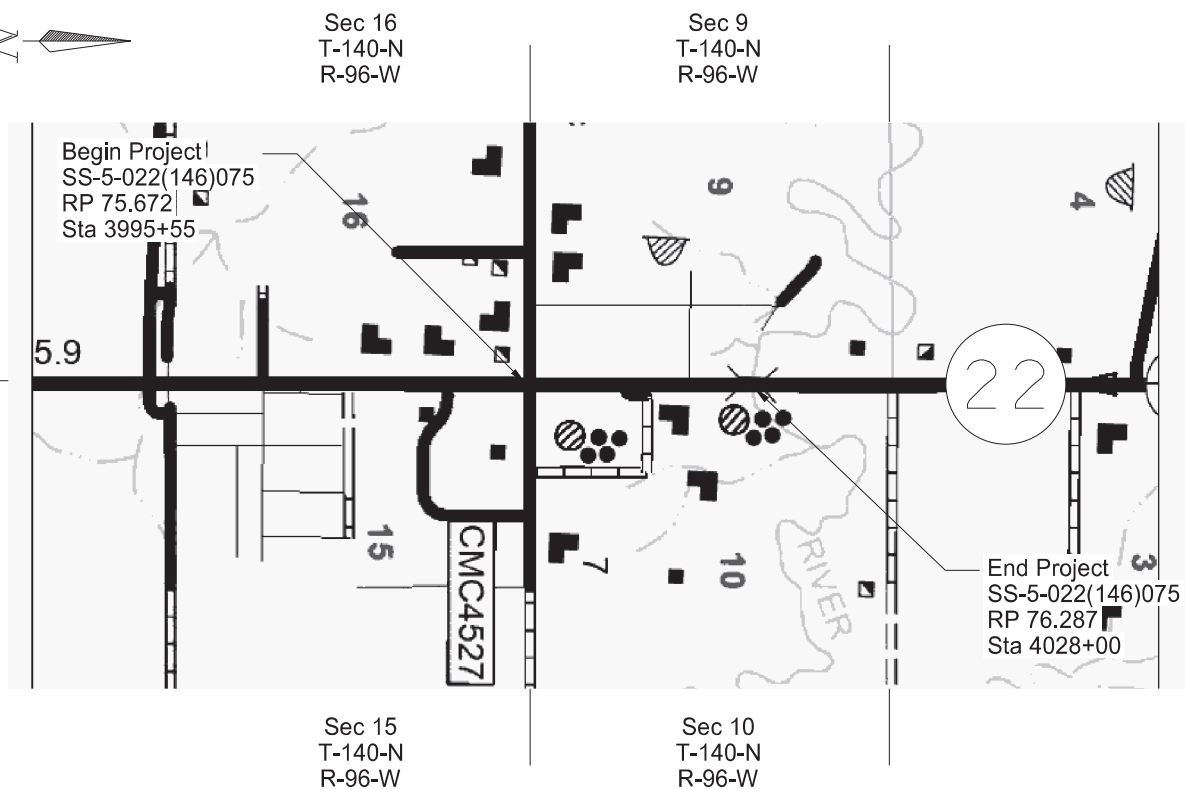 N
Sec 16
T-140-N
R-96-W
Sec 9
T-140-N
R-96-W
Begin Project
SS-5-022(146)075
RP 75.672
Sta 3995+55
16
9
4
5.9
22
15
CMC4527
7
10
RIVER
3
End Project
SS-5-022(146)075
RP 76.287
Sta 4028+00
Sec 15
T-140-N
R-96-W
Sec 10
T-140-N
R-96-W